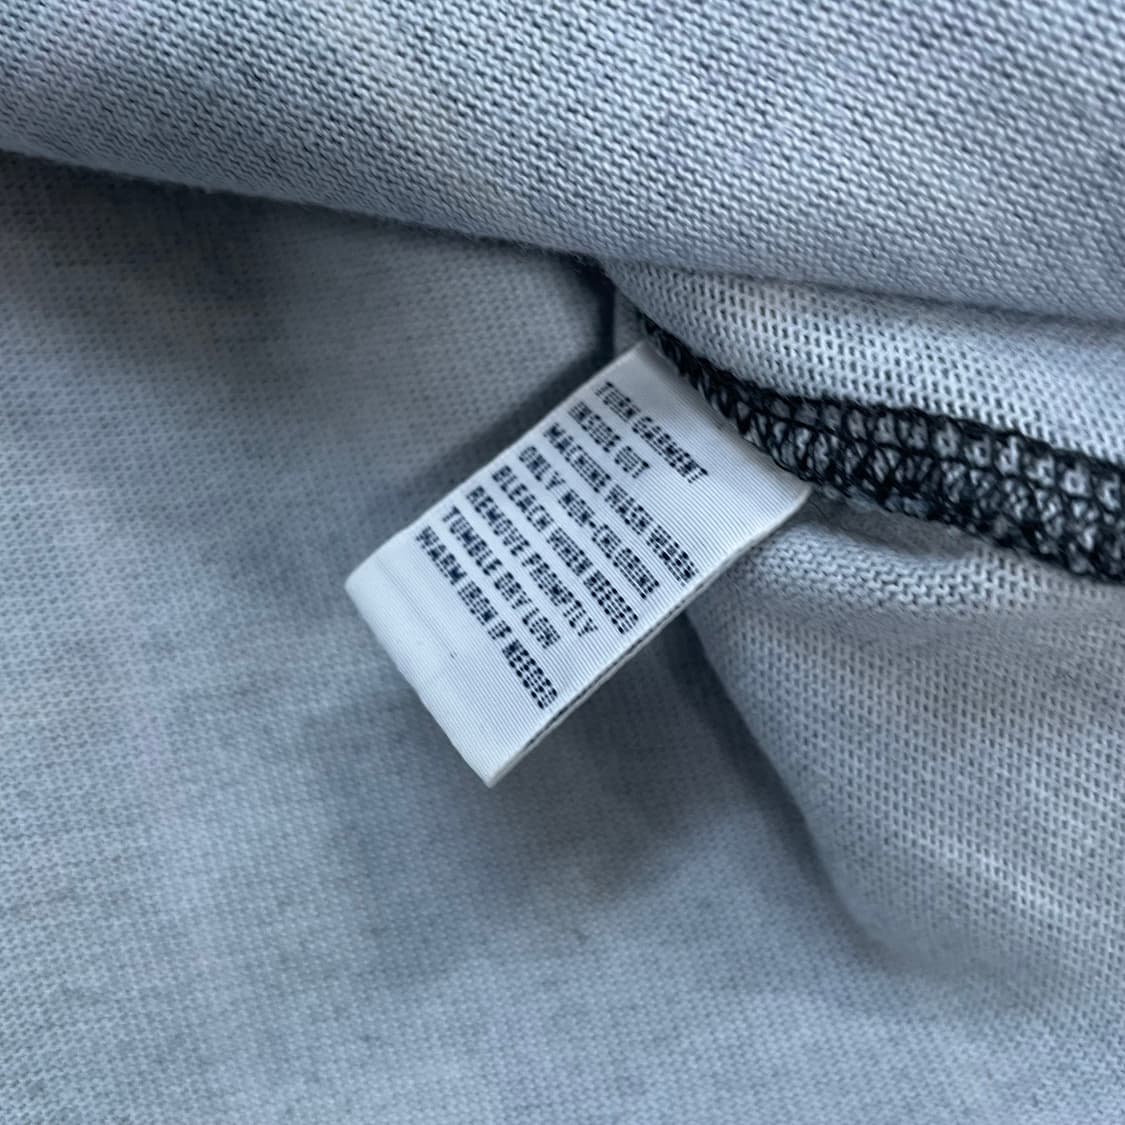 TURN GARMENT
INSIDE OUT
MACHINE WASH WARM
ONLY NON-CHLORINE
BLEACH WHEN NEEDED
REMOVE PROMPTLY
TUMBLE DRY LOW
WARM IRON IF NEEDED